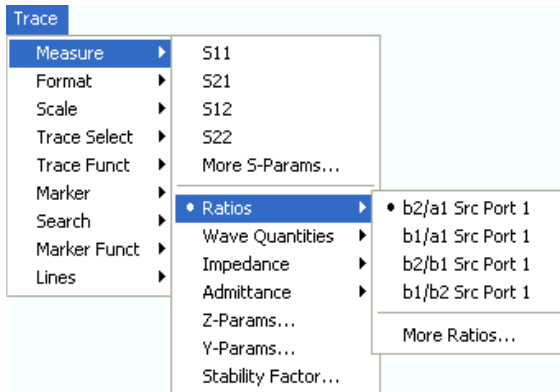 Trace
Measure
Format
Scale
Trace Select
Trace Funct
Marker
Search
Marker Funct
Lines
S11
S21
S12
S22
More S-Params...
Ratios
Wave Quantities
Impedance
Admittance
Z-Params...
Y-Params...
Stability Factor...
b2/a1 Src Port 1
b1/a1 Src Port 1
b2/b1 Src Port 1
b1/b2 Src Port 1
More Ratios...